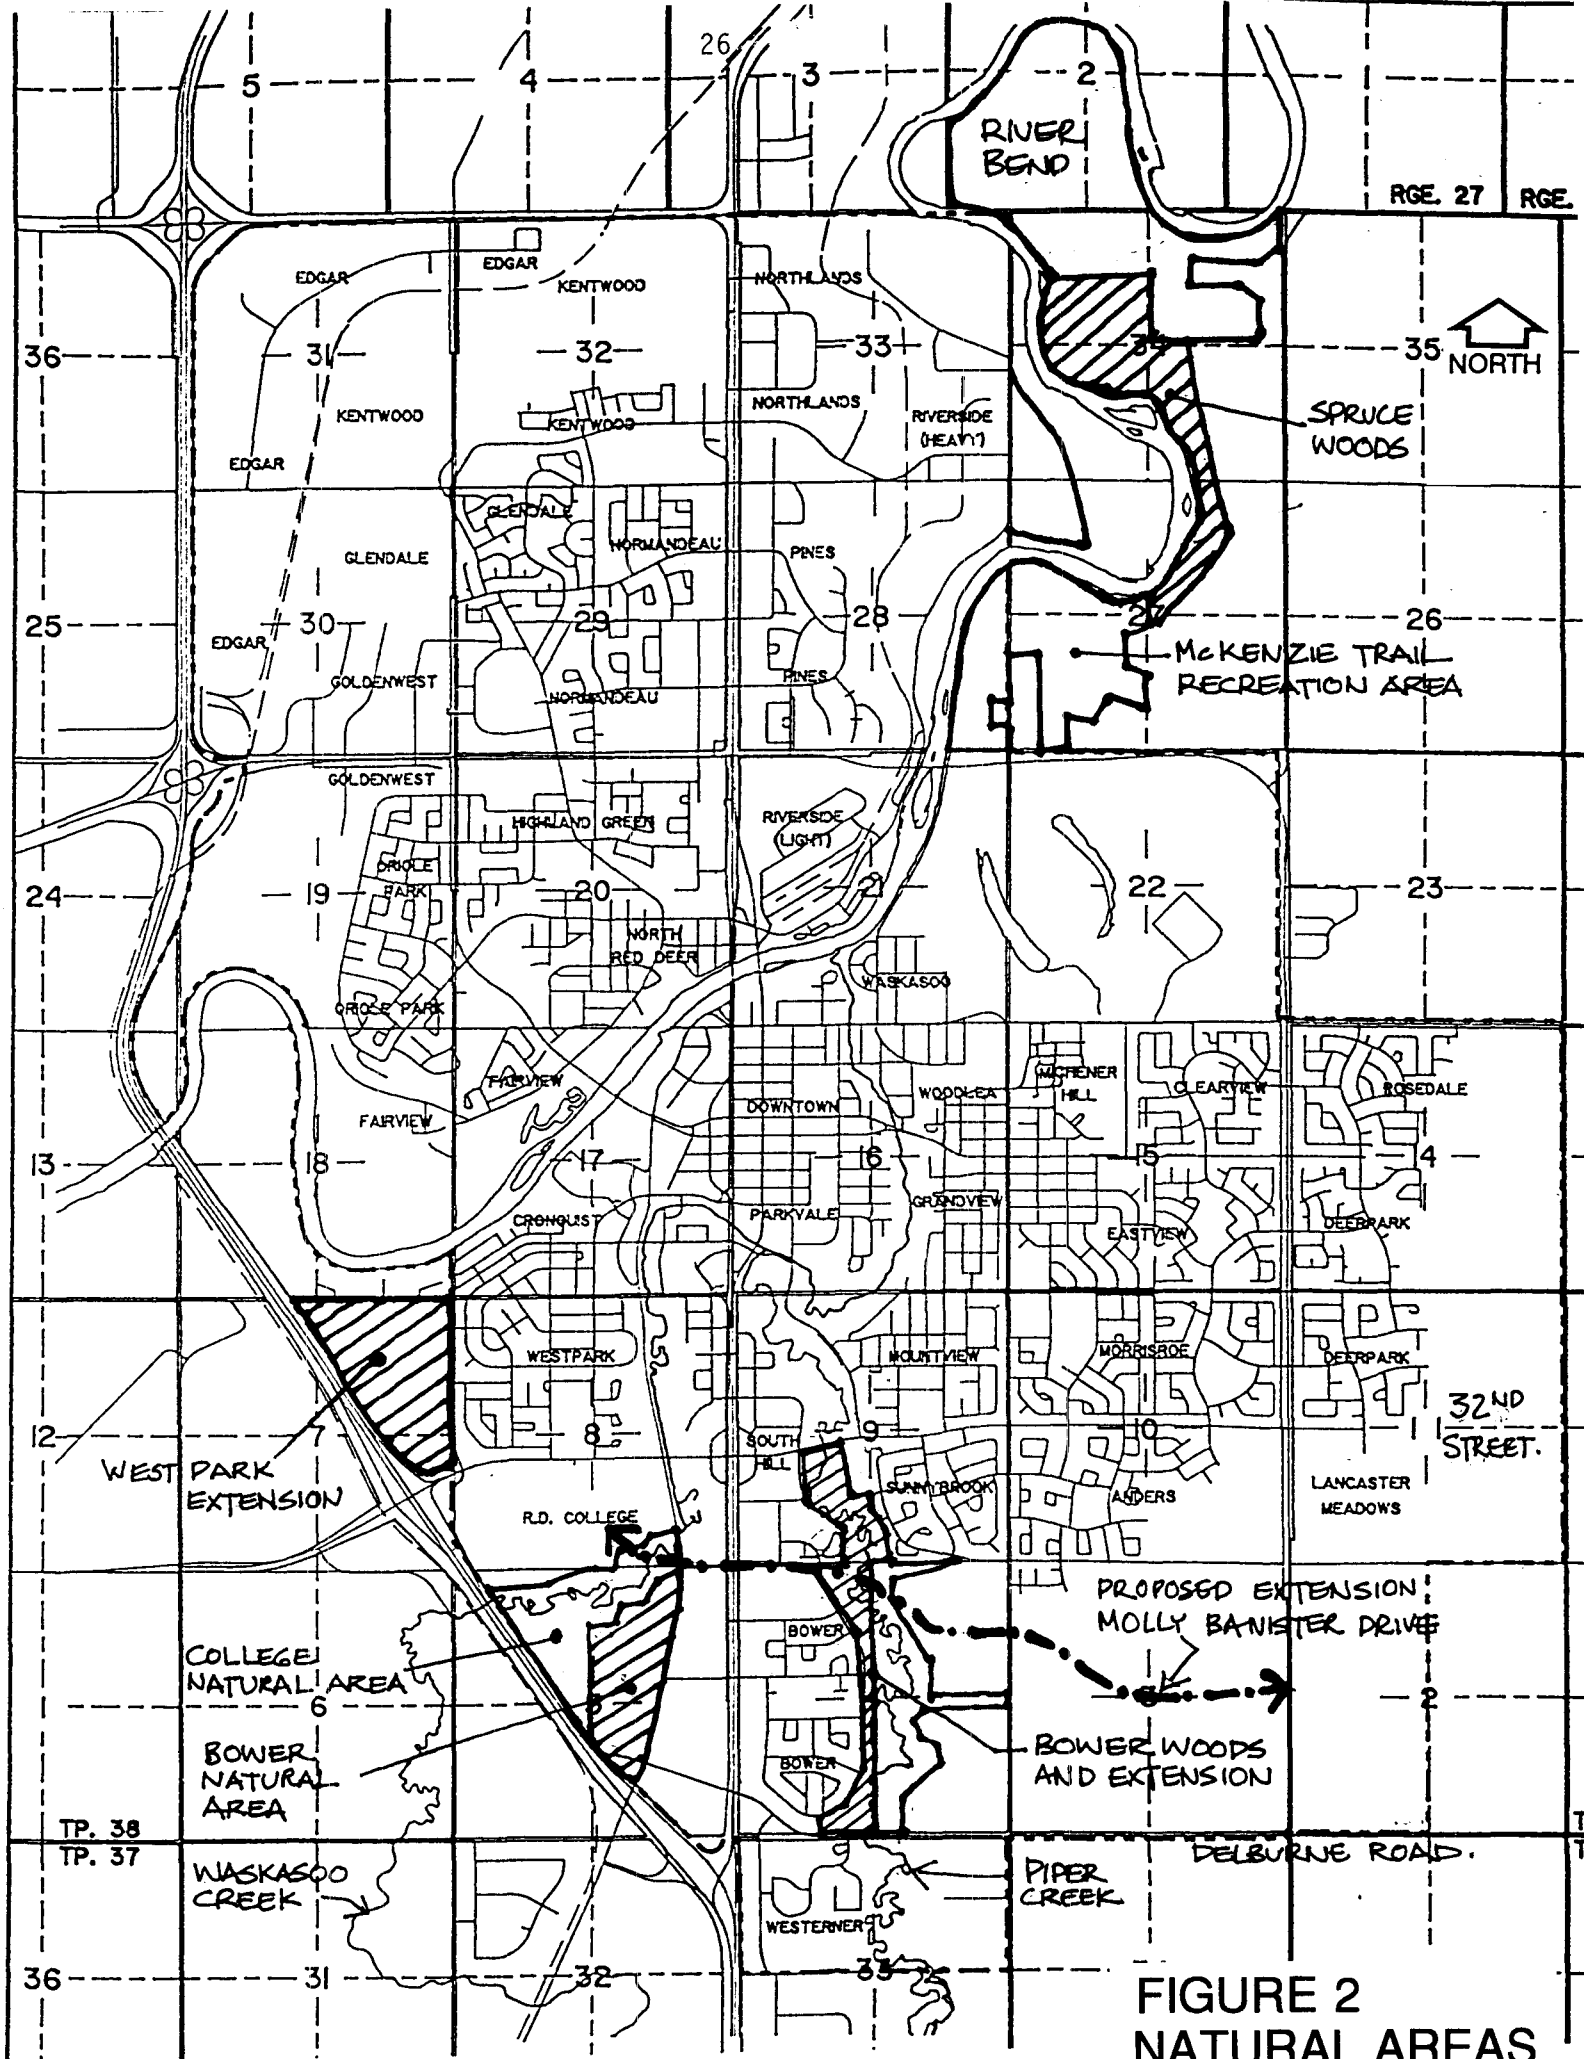 26
5
4
3
2
RIVER
BEND
RGE. 27
RGE.
EDGAR
EDGAR
KENTWOOD
NORTHLANDS
36
31
32
33
34
35
NORTH
KENTWOOD
KENTWOOD
NORTHLANDS
RIVERSIDE
(HEAVY)
SPRUCE
WOODS
EDGAR
GLENDALE
NORMANDEAU
GLENDALE
PINES
25
30
29
28
27
26
EDGAR
GOLDENWEST
NORMANDEAU
PINES
McKENZIE TRAIL
RECREATION AREA
GOLDENWEST
HIGHLAND GREEN
RIVERSIDE
(LIGHT)
ORIOLE
PARK
24
19
20
21
22
23
NORTH
RED DEER
WASKASOO
ORIOLE PARK
FAIRVIEW
FAIRVIEW
DOWNTOWN
WOODLEA
MICHENER
HILL
CLEARVIEW
ROSEDALE
13
18
17
16
15
14
CRONQUIST
PARKVALE
GRANDVIEW
EASTVIEW
DEERPARK
WESTPARK
MOUNTVIEW
MORRISROE
DEERPARK
32ND
STREET.
12
7
8
9
10
11
SOUTH
HILL
WEST PARK
EXTENSION
SUNNYBROOK
ANDERS
LANCASTER
MEADOWS
R.D. COLLEGE
PROPOSED EXTENSION
MOLLY BANISTER DRIVE
BOWER
COLLEGE
NATURAL AREA
6
5
3
2
BOWER
NATURAL
AREA
BOWER
BOWER WOODS
AND EXTENSION
TP. 38
TP. 37
DELBURNE ROAD.
WASKASOO
CREEK
PIPER
CREEK
WESTERNER
36
31
32
33
FIGURE 2
NATURAL AREAS